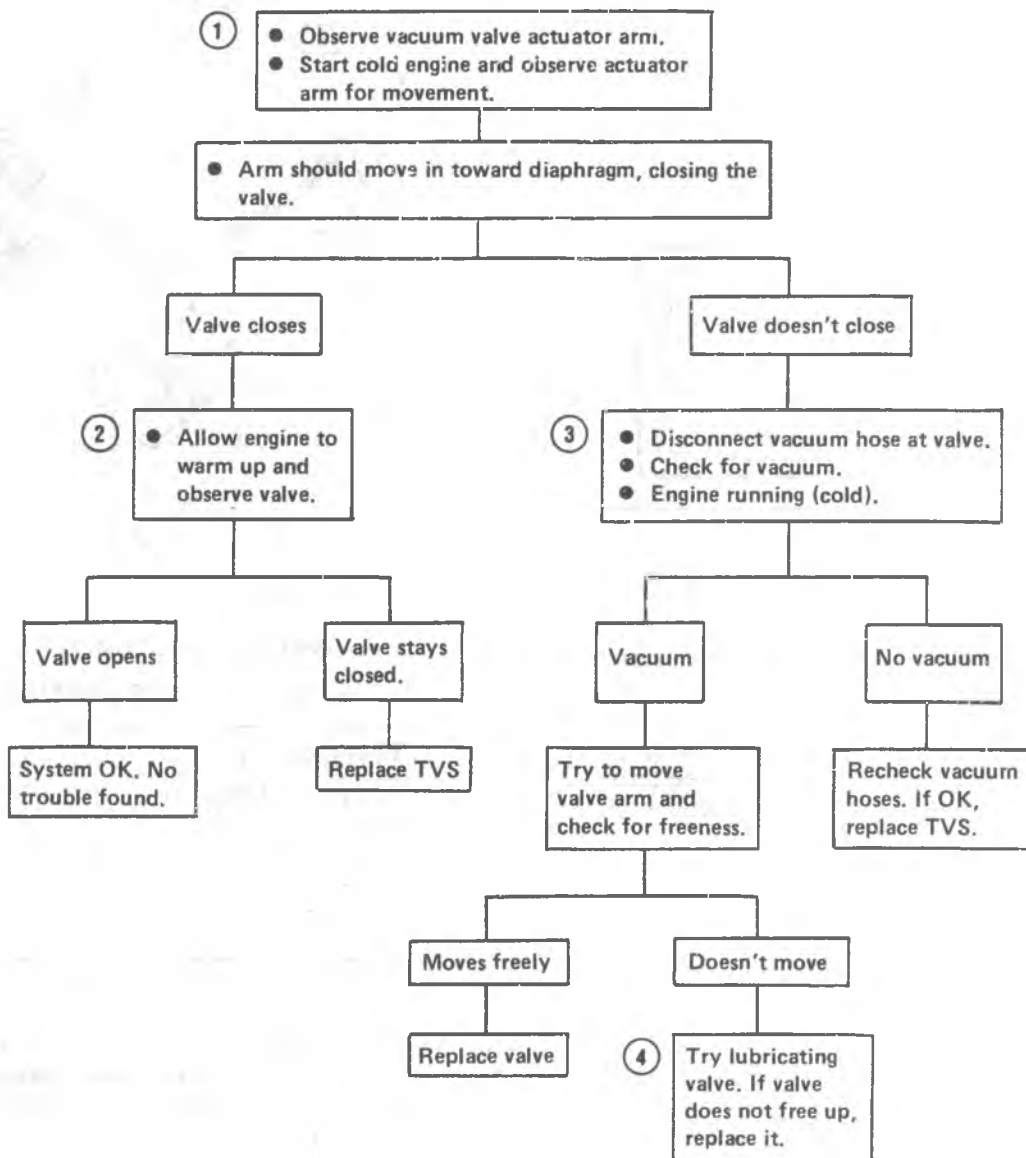 1
● Observe vacuum valve actuator arm.
● Start cold engine and observe actuator
arm for movement.
● Arm should move in toward diaphragm, closing the
valve.
Valve closes
Valve doesn't close
2
● Allow engine to
warm up and
observe valve.
3
● Disconnect vacuum hose at valve.
● Check for vacuum.
● Engine running (cold).
Valve opens
Valve stays
closed.
Vacuum
No vacuum
System OK. No
trouble found.
Replace TVS
Try to move
valve arm and
check for freeness.
Recheck vacuum
hoses. If OK,
replace TVS.
Moves freely
Doesn't move
Replace valve
4
Try lubricating
valve. If valve
does not free up,
replace it.